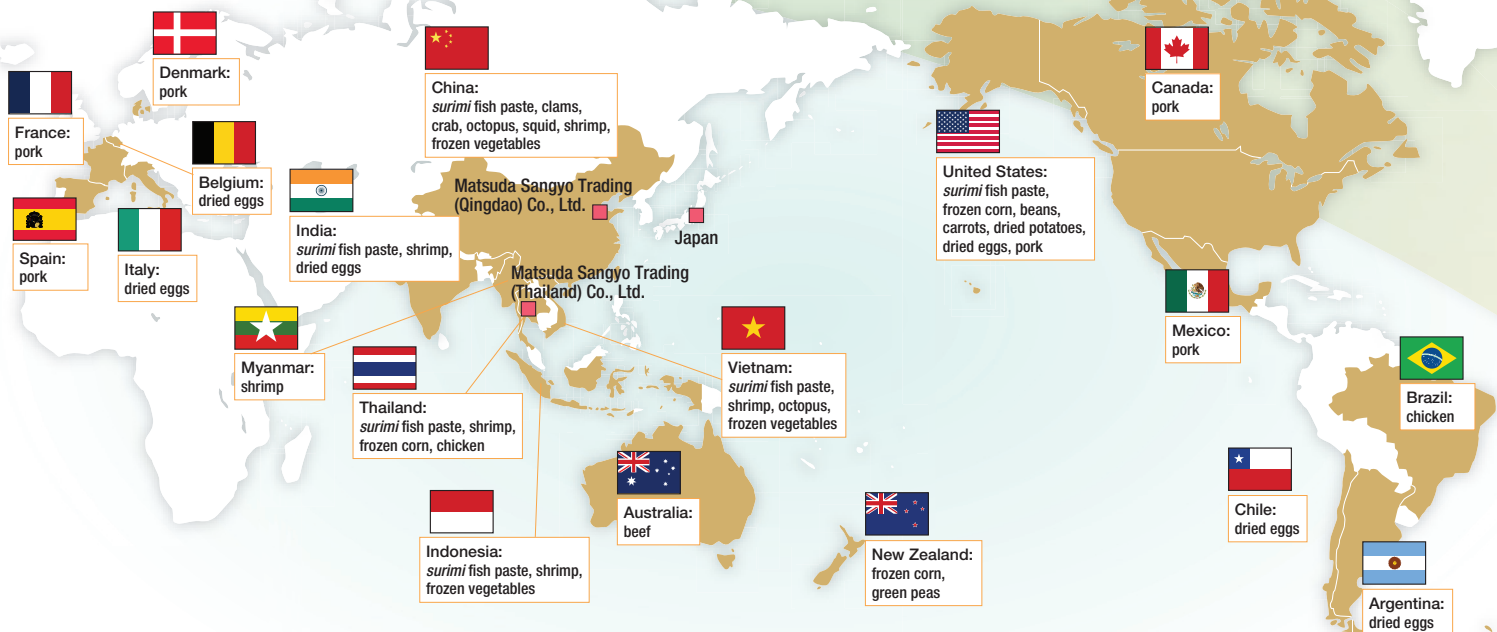 Denmark:
pork
France:
pork
Belgium:
dried eggs
Spain:
pork
Italy:
dried eggs
China:
surimi fish paste, clams,
crab, octopus, squid, shrimp,
frozen vegetables
Matsuda Sangyo Trading
(Qingdao) Co., Ltd.
Japan
India:
surimi fish paste, shrimp,
dried eggs
Matsuda Sangyo Trading
(Thailand) Co., Ltd.
Myanmar:
shrimp
Thailand:
surimi fish paste, shrimp,
frozen corn, chicken
Vietnam:
surimi fish paste,
shrimp, octopus,
frozen vegetables
Indonesia:
surimi fish paste, shrimp,
frozen vegetables
Australia:
beef
New Zealand:
frozen corn,
green peas
Canada:
pork
United States:
surimi fish paste,
frozen corn, beans,
carrots, dried potatoes,
dried eggs, pork
Mexico:
pork
Brazil:
chicken
Chile:
dried eggs
Argentina:
dried eggs